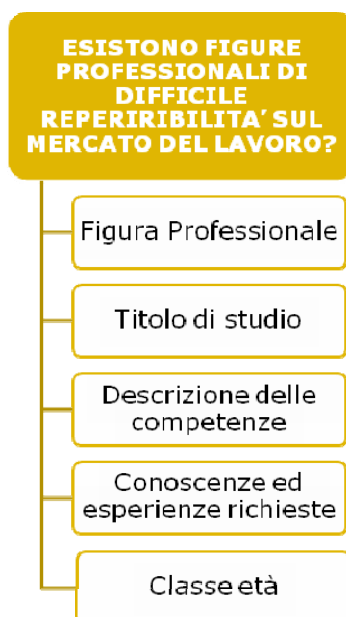 ESISTONO FIGURE
PROFESSIONALI DI
DIFFICILE
REPERIRIBILITA’ SUL
MERCATO DEL LAVORO?
Figura Professionale
Titolo di studio
Descrizione delle
competenze
Conoscenze ed
esperienze richieste
Classe età